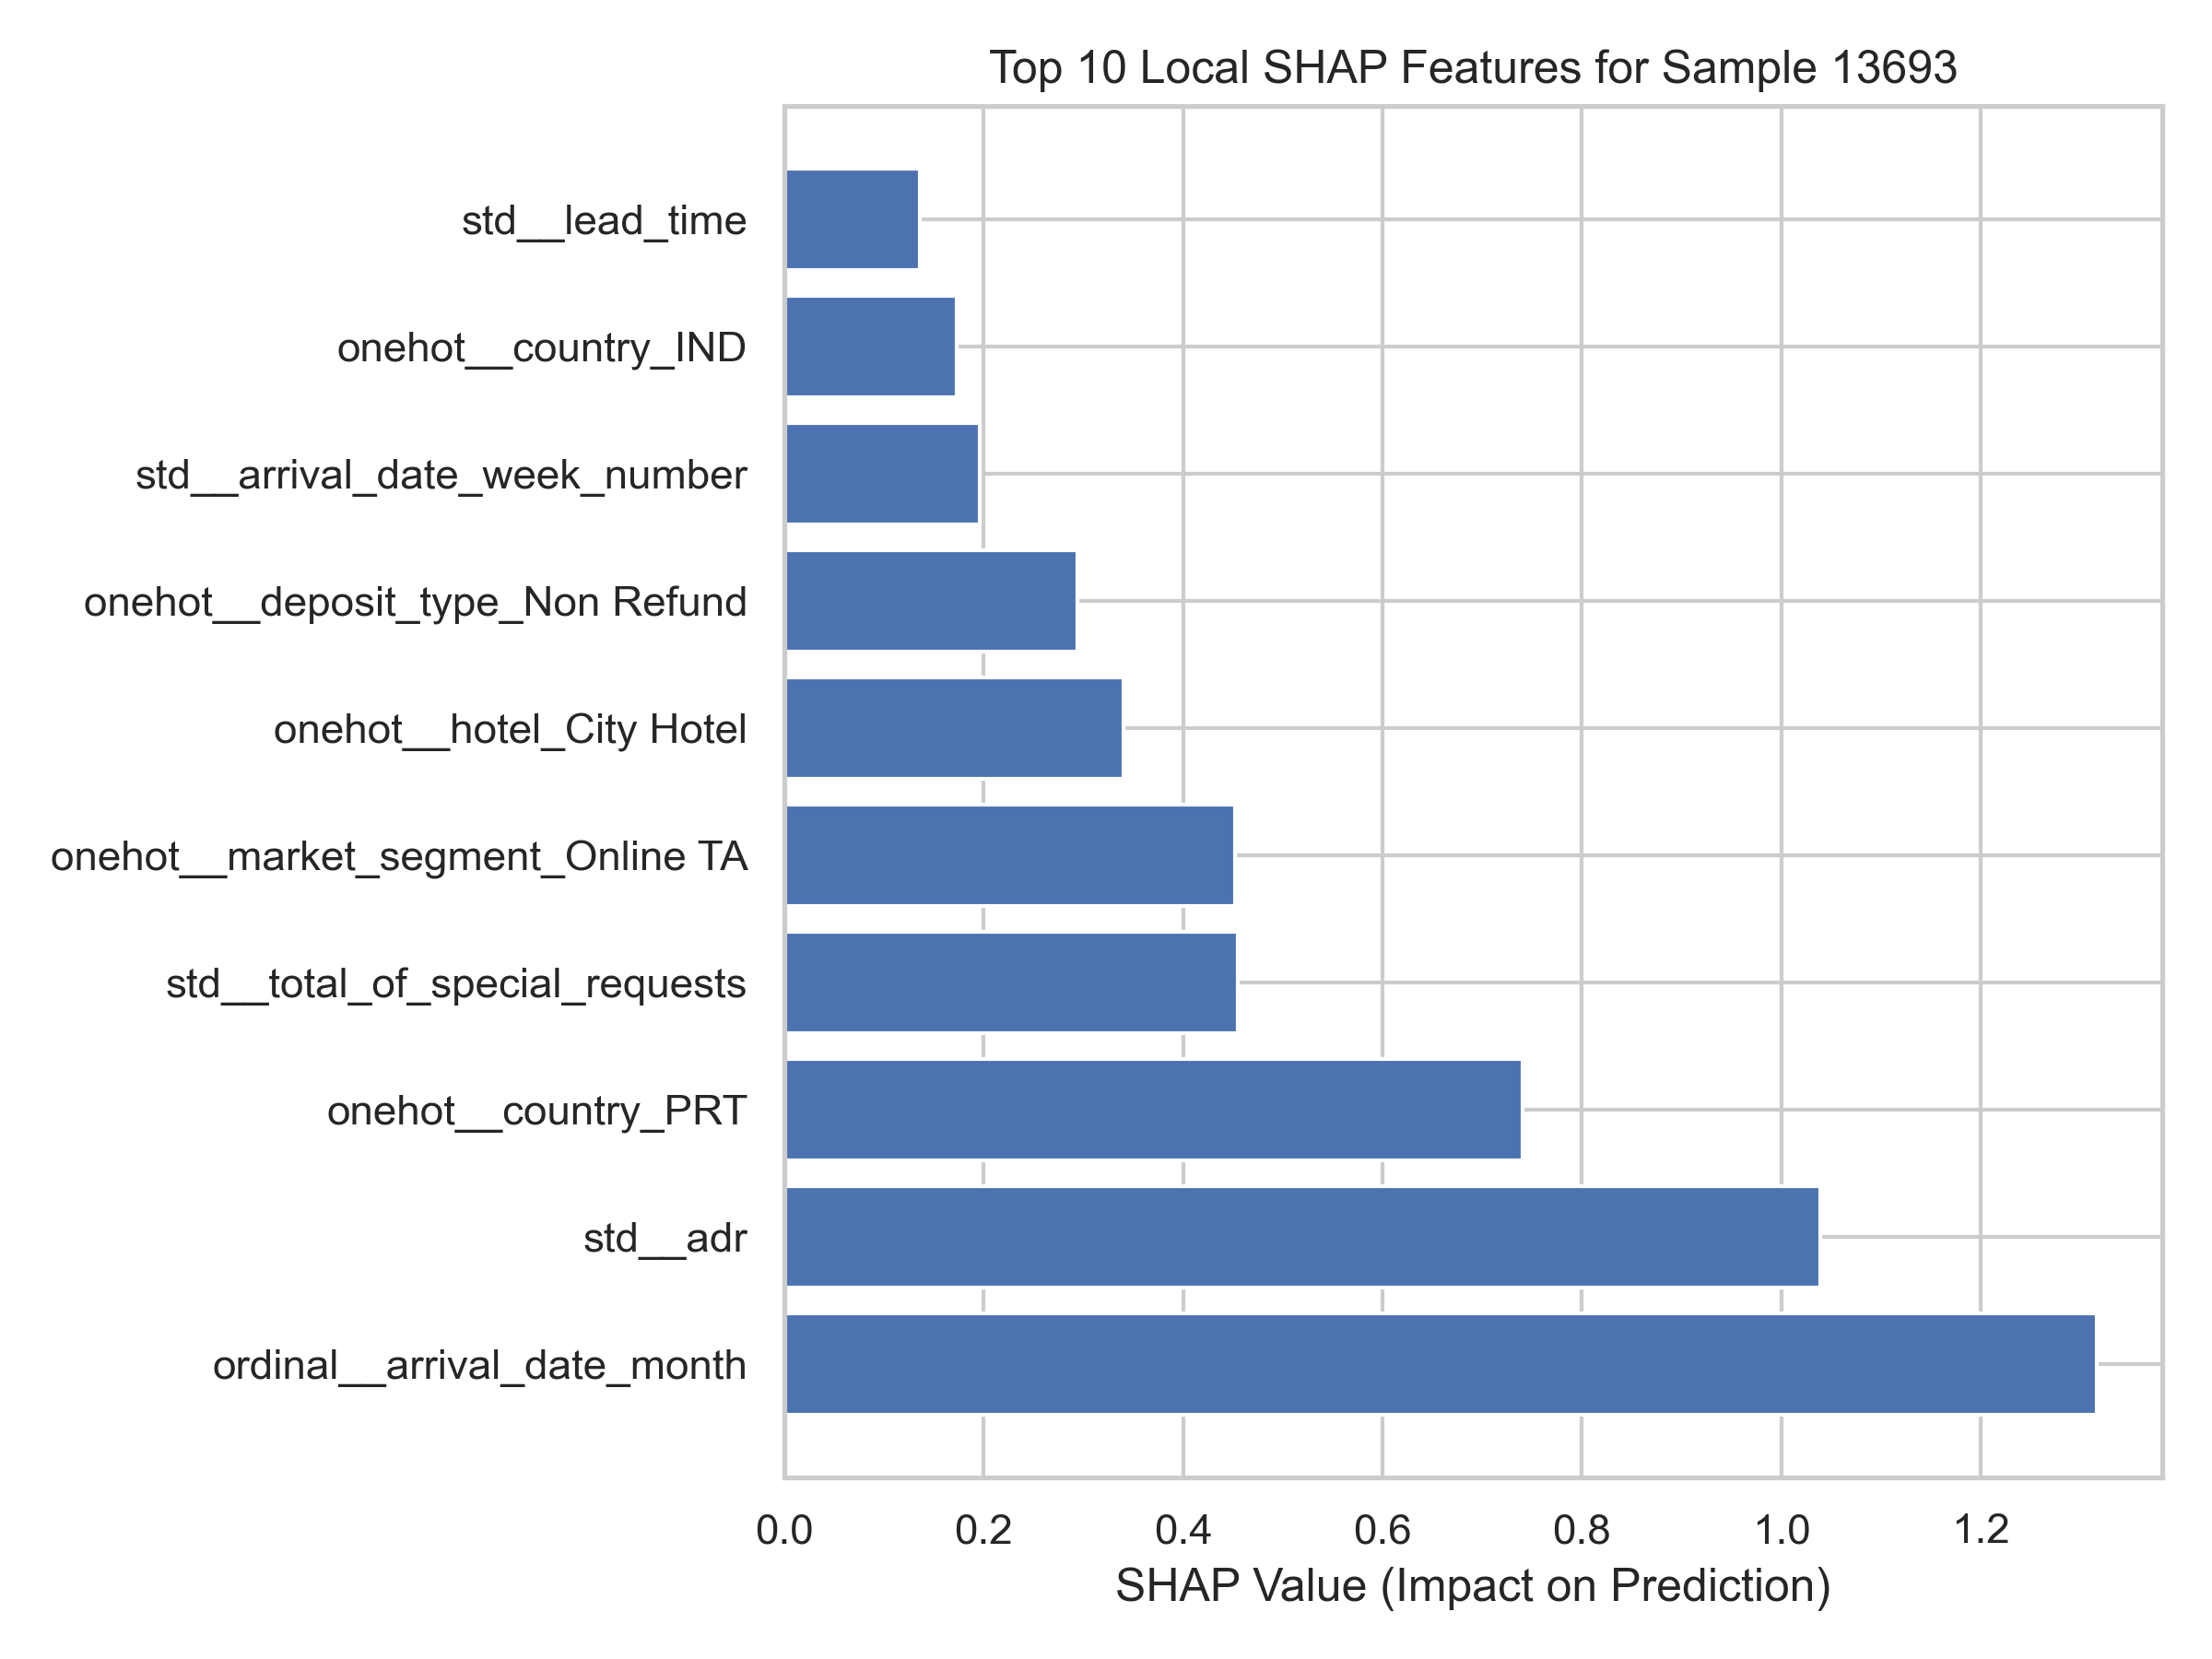 Top 10 Local SHAP Features for Sample 13693
std__lead_time
onehot__country_IND
std__arrival_date_week_number
onehot__deposit_type_Non Refund
onehot__hotel_City Hotel
onehot__market_segment_Online TA
std__total_of_special_requests
onehot__country_PRT
std__adr
ordinal__arrival_date_month
0.0 0.2 0.4 0.6 0.8 1.0 1.2
SHAP Value (Impact on Prediction)